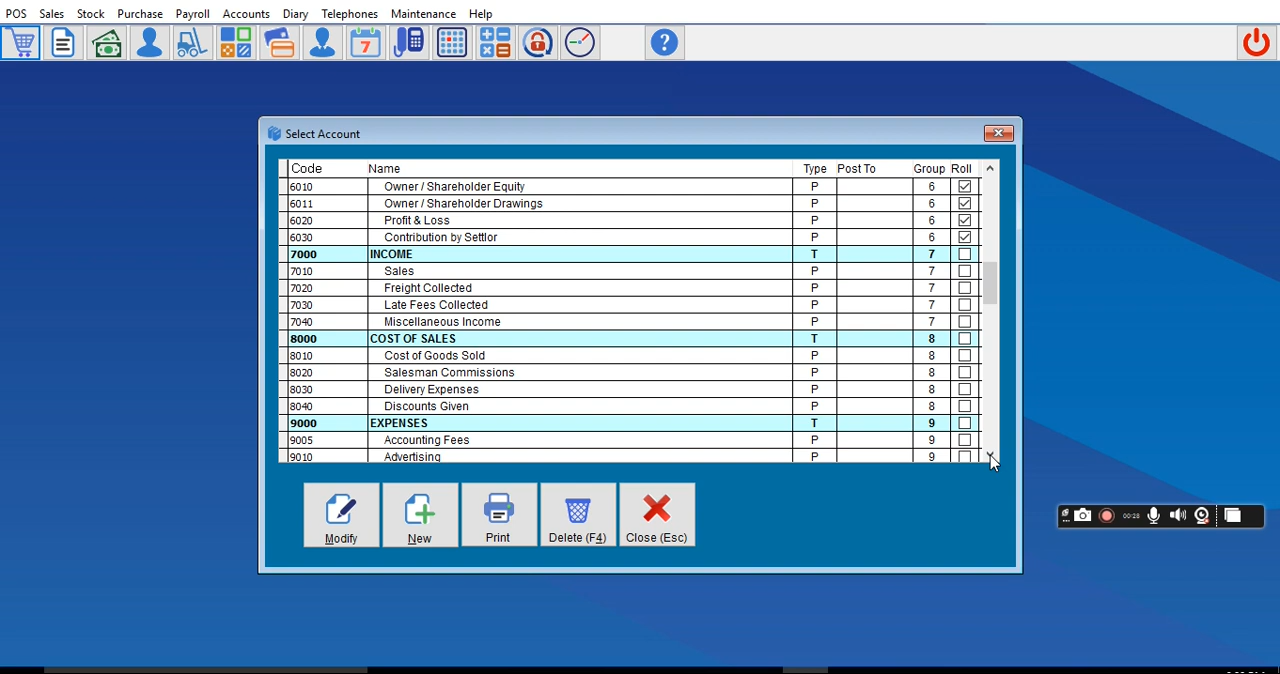 POS Sales Stock Purchase Payroll Accounts Diary Telephones Maintenance Help
7
?
Select Account
Code Name Type Post To Group Roll
6010 Owner / Shareholder Equity P 6
6011 Owner / Shareholder Drawings P 6
6020 Profit & Loss P 6
6030 Contribution by Settlor P 6
7000 INCOME T 7
7010 Sales P 7
7020 Freight Collected P 7
7030 Late Fees Collected P 7
7040 Miscellaneous Income P 7
8000 COST OF SALES T 8
8010 Cost of Goods Sold P 8
8020 Salesman Commissions P 8
8030 Delivery Expenses P 8
8040 Discounts Given P 8
9000 EXPENSES T 9
9005 Accounting Fees P 9
9010 Advertising P 9
Modify New Print Delete (F4) Close (Esc)
00:28